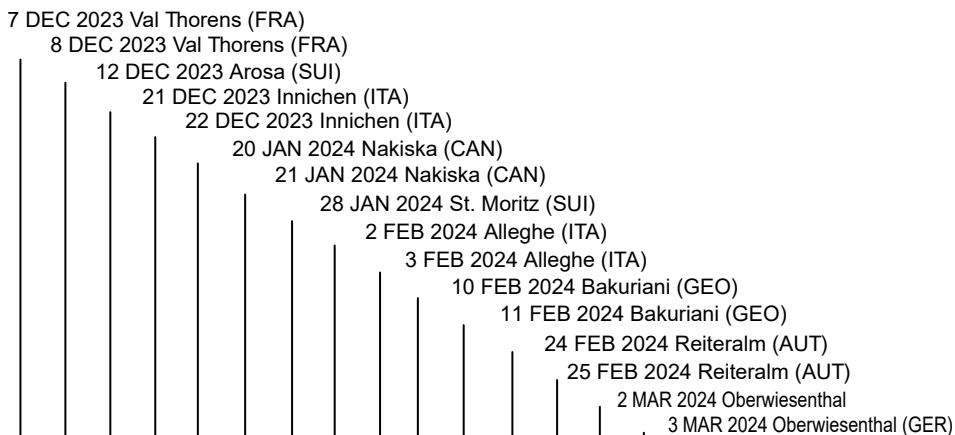 7 DEC 2023 Val Thorens (FRA)
8 DEC 2023 Val Thorens (FRA)
12 DEC 2023 Arosa (SUI)
21 DEC 2023 Innichen (ITA)
22 DEC 2023 Innichen (ITA)
20 JAN 2024 Nakiska (CAN)
21 JAN 2024 Nakiska (CAN)
28 JAN 2024 St. Moritz (SUI)
2 FEB 2024 Alleghe (ITA)
3 FEB 2024 Alleghe (ITA)
10 FEB 2024 Bakuriani (GEO)
11 FEB 2024 Bakuriani (GEO)
24 FEB 2024 Reiteralm (AUT)
25 FEB 2024 Reiteralm (AUT)
2 MAR 2024 Oberwiesenthal
3 MAR 2024 Oberwiesenthal (GER)